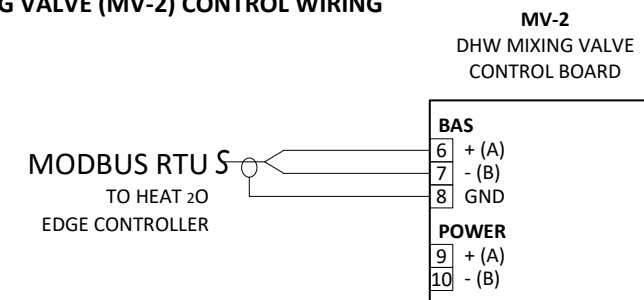 G VALVE (MV-2) CONTROL WIRING
MV-2
DHW MIXING VALVE
CONTROL BOARD
BAS
6 + (A)
7 - (B)
8 GND
MODBUS RTU
TO HEAT 2O
EDGE CONTROLLER
POWER
9 + (A)
10 - (B)